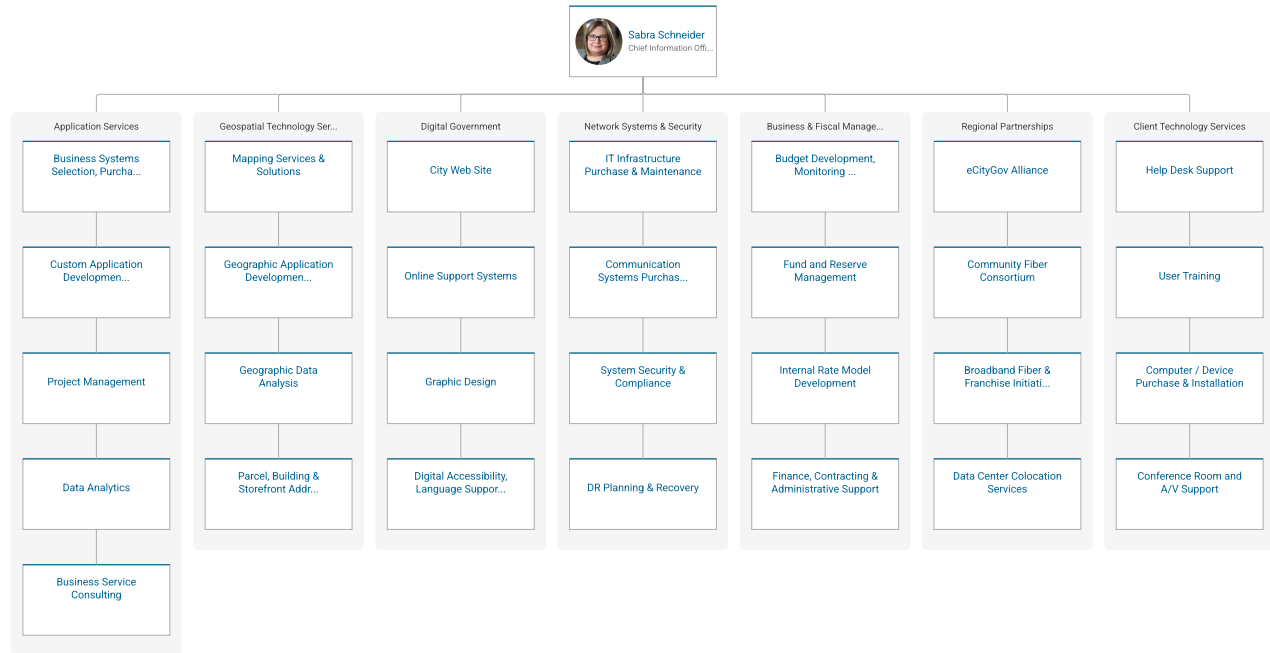 Sabra Schneider
Chief Information Offi...
Application Services
Business Systems
Selection, Purcha...
Custom Application
Developmen...
Project Management
Data Analytics
Business Service
Consulting
Geospatial Technology Ser...
Mapping Services &
Solutions
Geographic Application
Developmen...
Geographic Data
Analysis
Parcel, Building &
Storefront Addr...
Digital Government
City Web Site
Online Support Systems
Graphic Design
Digital Accessibility,
Language Suppor...
Network Systems & Security
IT Infrastructure
Purchase & Maintenance
Communication
Systems Purchas...
System Security &
Compliance
DR Planning & Recovery
Business & Fiscal Manage...
Budget Development,
Monitoring ...
Fund and Reserve
Management
Internal Rate Model
Development
Finance, Contracting &
Administrative Support
Regional Partnerships
eCityGov Alliance
Community Fiber
Consortium
Broadband Fiber &
Franchise Initiati...
Data Center Colocation
Services
Client Technology Services
Help Desk Support
User Training
Computer / Device
Purchase & Installation
Conference Room and
A/V Support